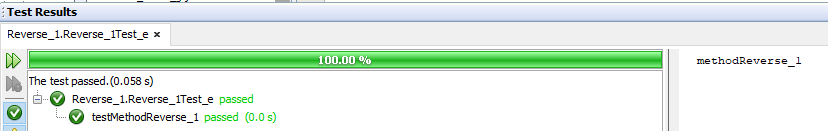 Test Results
Reverse_1.Reverse_1Test_e ×
100.00 %
methodReverse_1
The test passed.(0.058 s)
Reverse_1.Reverse_1Test_e passed
testMethodReverse_1 passed (0.0 s)